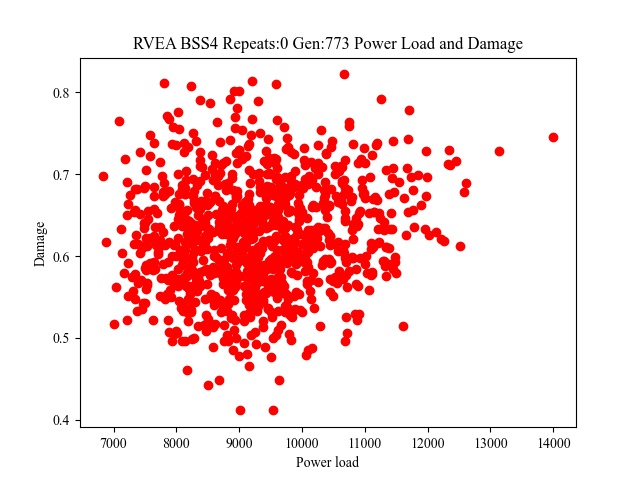 RVEA BSS4 Repeats:0 Gen:773 Power Load and Damage
0.8
0.7
0.6
0.5
0.4
Damage
7000 8000 9000 10000 11000 12000 13000 14000
Power load